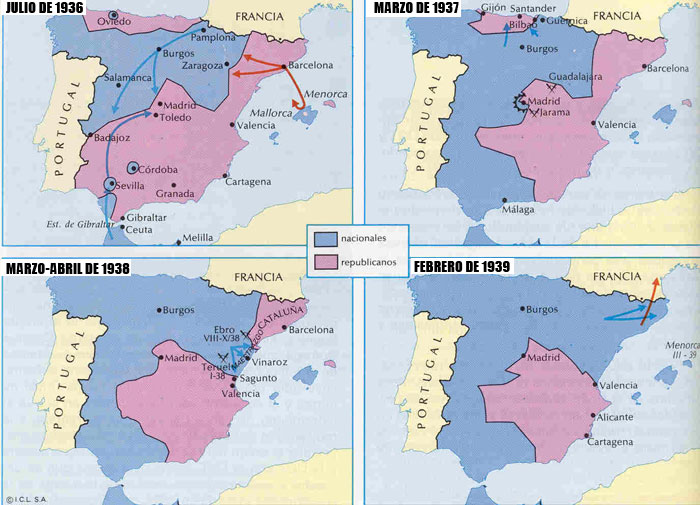 JULIO DE 1936
FRANCIA
Oviedo
Pamplona
Burgos
Zaragoza
Barcelona
Salamanca
Menorca
Mallorca
Madrid
Toledo
PORTUGAL
Valencia
Badajoz
Córdoba
Sevilla
Granada
Cartagena
Est. de Gibraltar
Gibraltar
Ceuta
Melilla
MARZO DE 1937
FRANCIA
Gijón
Santander
Bilbao
Guernica
Burgos
Barcelona
Guadalajara
Madrid
Jarama
PORTUGAL
Valencia
Málaga
nacionales
republicanos
MARZO-ABRIL DE 1938
FRANCIA
Burgos
Ebro
VIII-X/38
CATALUÑA
Barcelona
MAESTRAZGO
Madrid
Teruel
I-38
Vinaroz
Sagunto
Valencia
PORTUGAL
© I.C.L. S.A.
FEBRERO DE 1939
FRANCIA
Burgos
Menorca
III - 39
Madrid
PORTUGAL
Valencia
Alicante
Cartagena